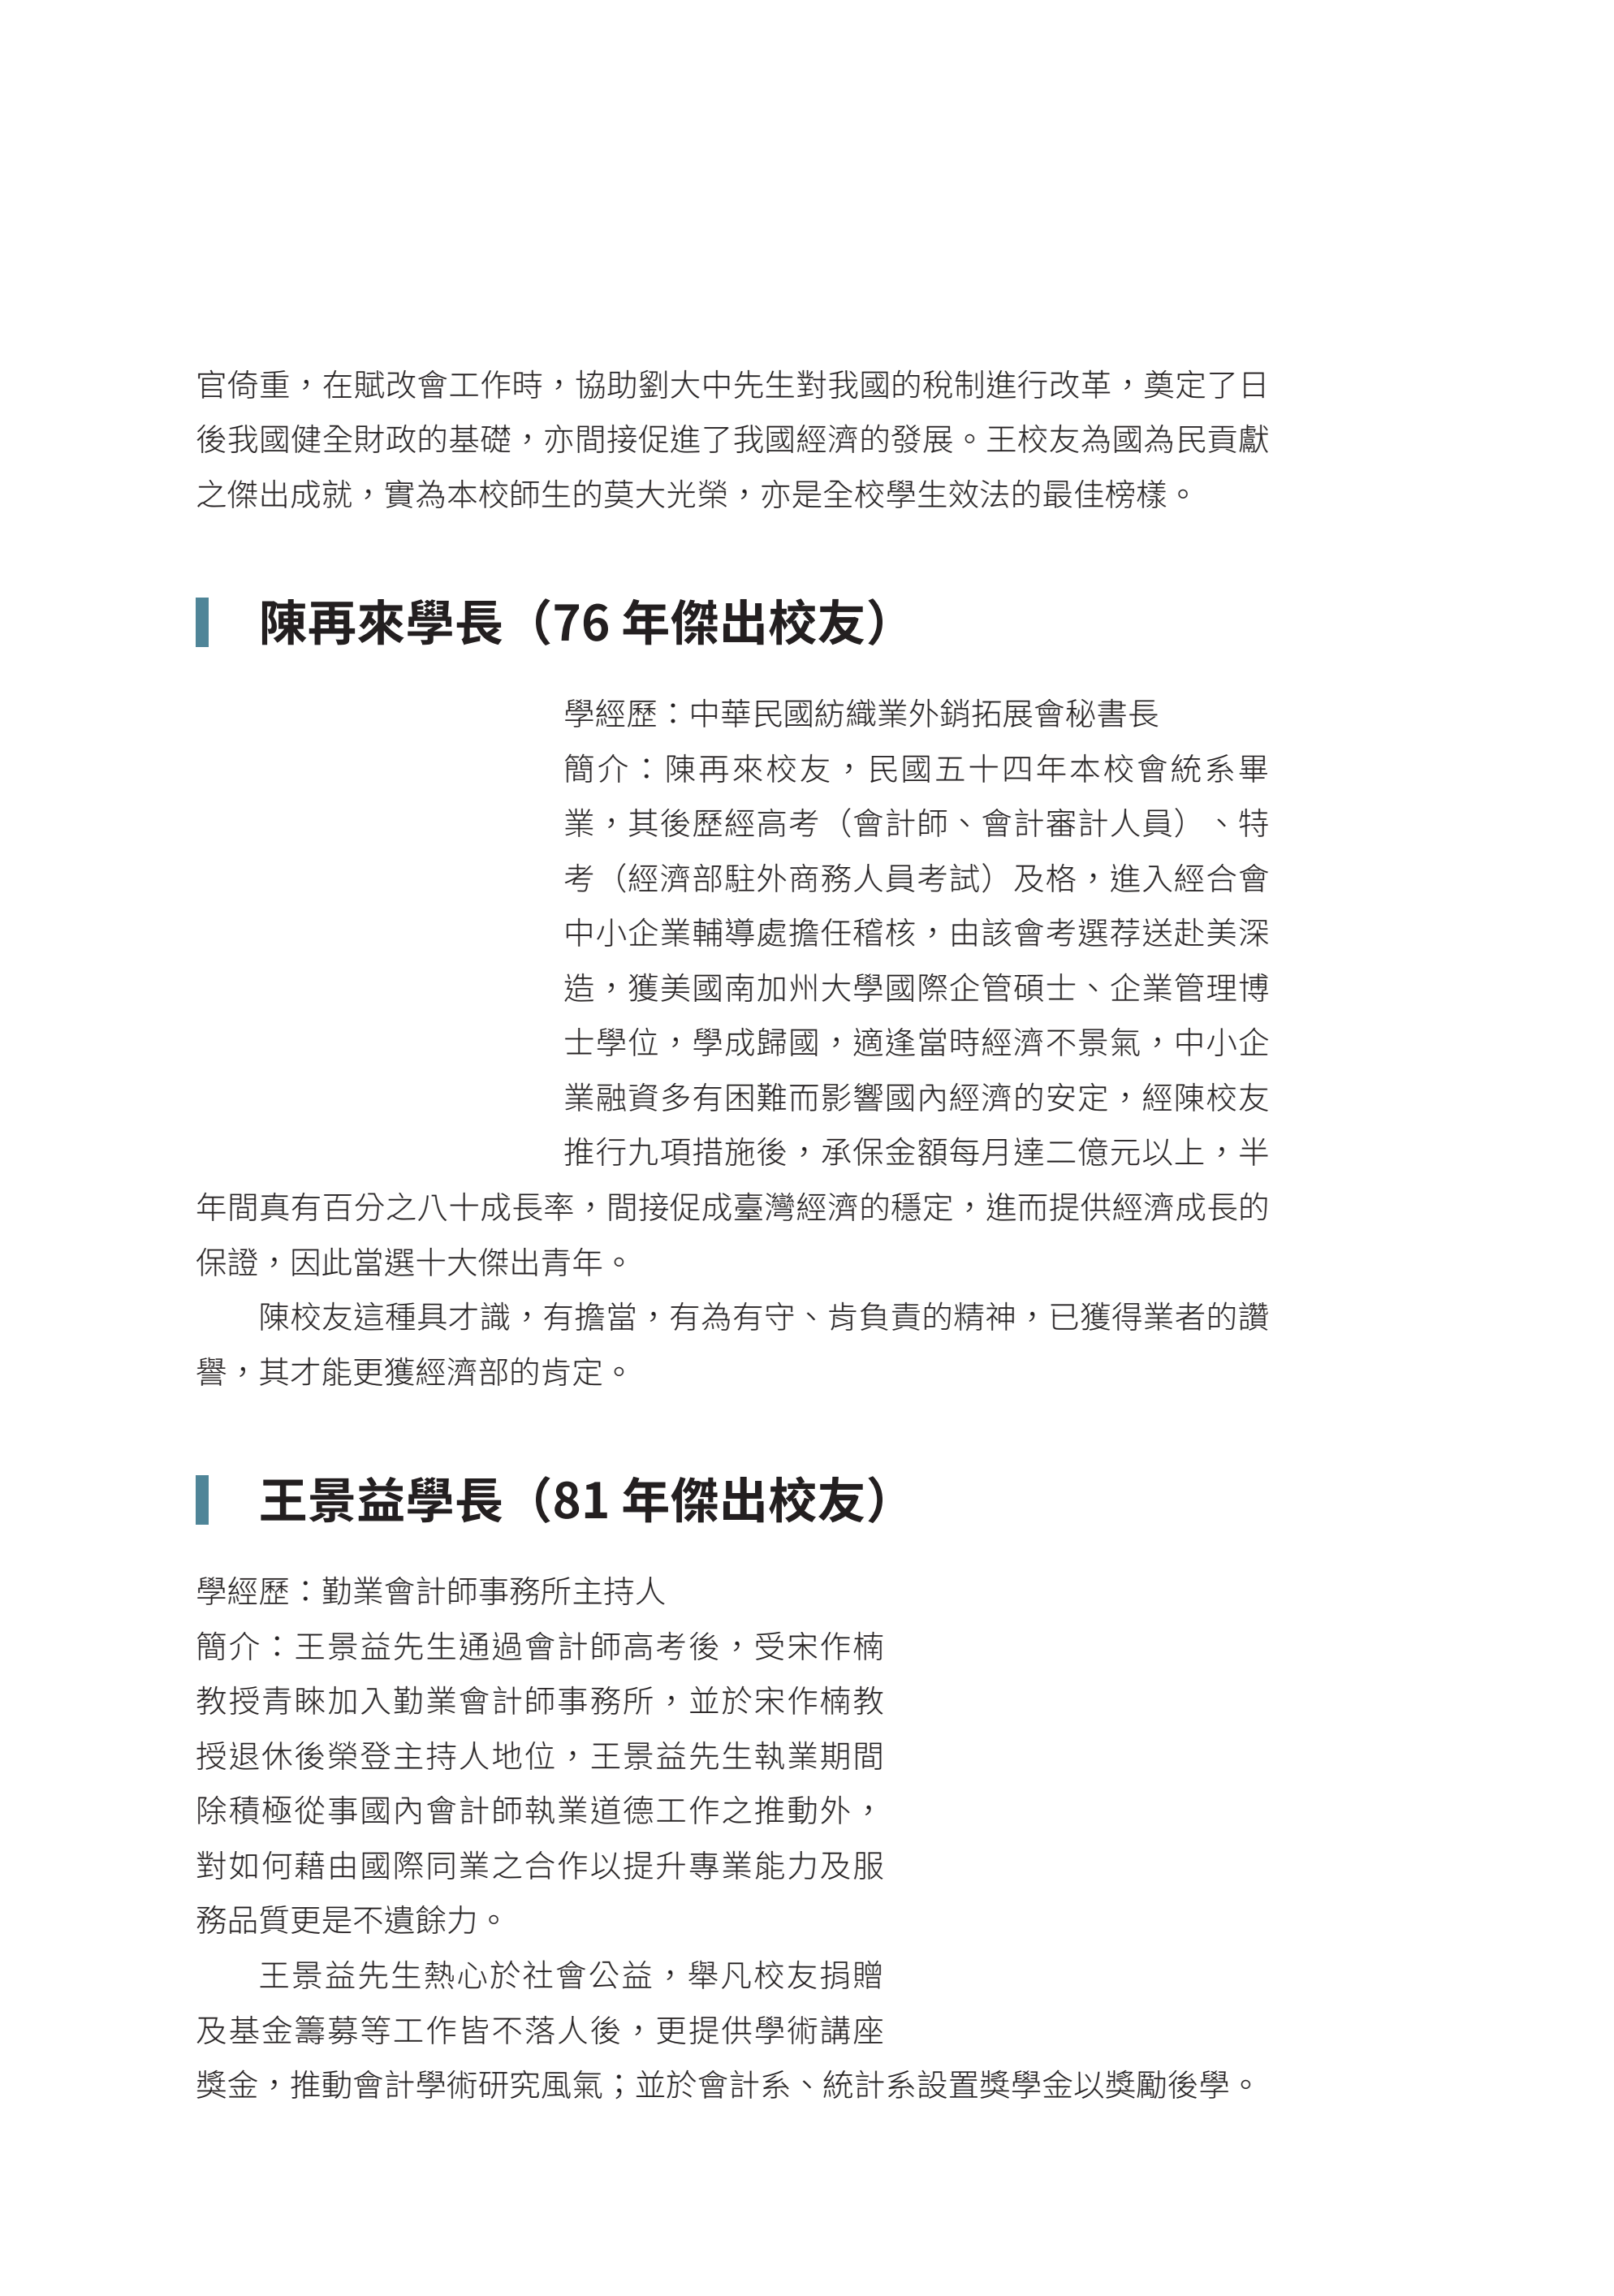 官倚重，在賦改會工作時，協助劉大中先生對我國的稅制進行改革，奠定了日
後我國健全財政的基礎，亦間接促進了我國經濟的發展。王校友為國為民貢獻
之傑出成就，實為本校師生的莫大光榮，亦是全校學生效法的最佳榜樣。
陳再來學長（76 年傑出校友）
學經歷：中華民國紡織業外銷拓展會秘書長
簡介：陳再來校友，民國五十四年本校會統系畢
業，其後歷經高考（會計師、會計審計人員）、特
考（經濟部駐外商務人員考試）及格，進入經合會
中小企業輔導處擔任稽核，由該會考選荐送赴美深
造，獲美國南加州大學國際企管碩士、企業管理博
士學位，學成歸國，適逢當時經濟不景氣，中小企
業融資多有困難而影響國內經濟的安定，經陳校友
推行九項措施後，承保金額每月達二億元以上，半
年間真有百分之八十成長率，間接促成臺灣經濟的穩定，進而提供經濟成長的
保證，因此當選十大傑出青年。
陳校友這種具才識，有擔當，有為有守、肯負責的精神，已獲得業者的讚
譽，其才能更獲經濟部的肯定。
王景益學長（81 年傑出校友）
學經歷：勤業會計師事務所主持人
簡介：王景益先生通過會計師高考後，受宋作楠
教授青睞加入勤業會計師事務所，並於宋作楠教
授退休後榮登主持人地位，王景益先生執業期間
除積極從事國內會計師執業道德工作之推動外，
對如何藉由國際同業之合作以提升專業能力及服
務品質更是不遺餘力。
王景益先生熱心於社會公益，舉凡校友捐贈
及基金籌募等工作皆不落人後，更提供學術講座
獎金，推動會計學術研究風氣；並於會計系、統計系設置獎學金以獎勵後學。